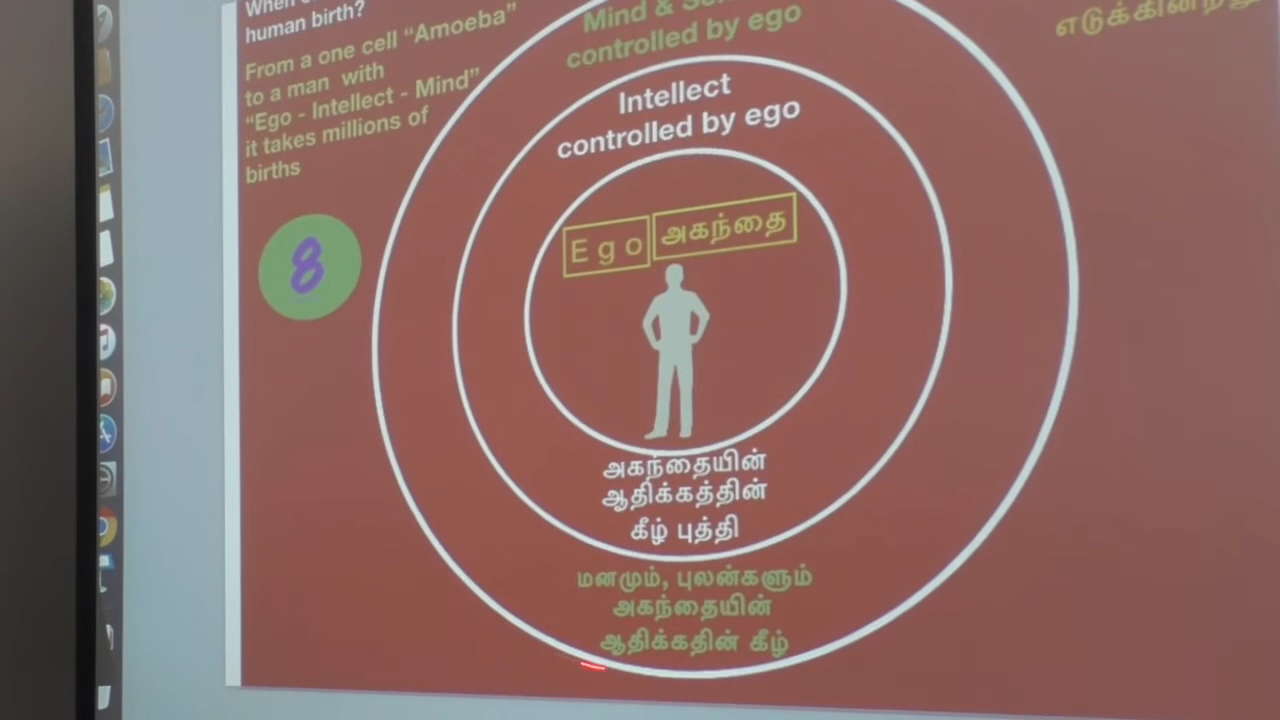 human birth?
From a one cell “Amoeba”
to a man with
“Ego - Intellect - Mind”
it takes millions of
births
8
Mind &
controlled by ego
Intellect
controlled by ego
Ego அகந்தை
அகந்தையின்
ஆதிக்கத்தின்
கீழ் புத்தி
மனமும், புலன்களும்
அகந்தையின்
ஆதிக்கதின் கீழ்